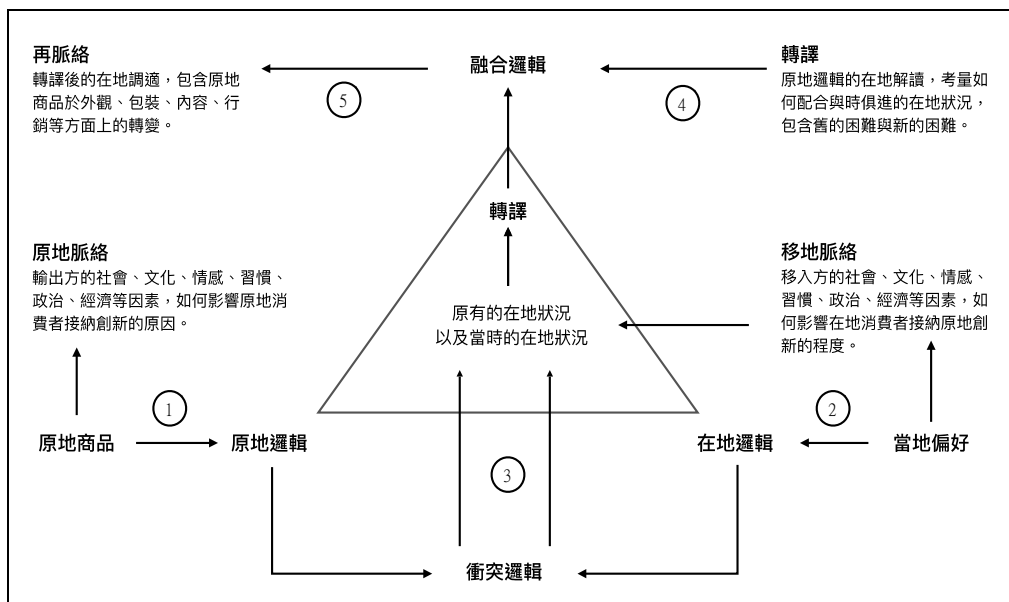 再脈絡
轉譯後的在地調適，包含原地
商品於外觀、包裝、內容、行
銷等方面上的轉變。
融合邏輯
轉譯
原地邏輯的在地解讀，考量如
何配合與時俱進的在地狀況，
包含舊的困難與新的困難。
5
4
轉譯
原地脈絡
輸出方的社會、文化、情感、習慣、
政治、經濟等因素，如何影響原地消
費者接納創新的原因。
原有的在地狀況
以及當時的在地狀況
移地脈絡
移入方的社會、文化、情感、
習慣、政治、經濟等因素，如
何影響在地消費者接納原地創
新的程度。
1
2
原地商品
原地邏輯
在地邏輯
當地偏好
3
衝突邏輯